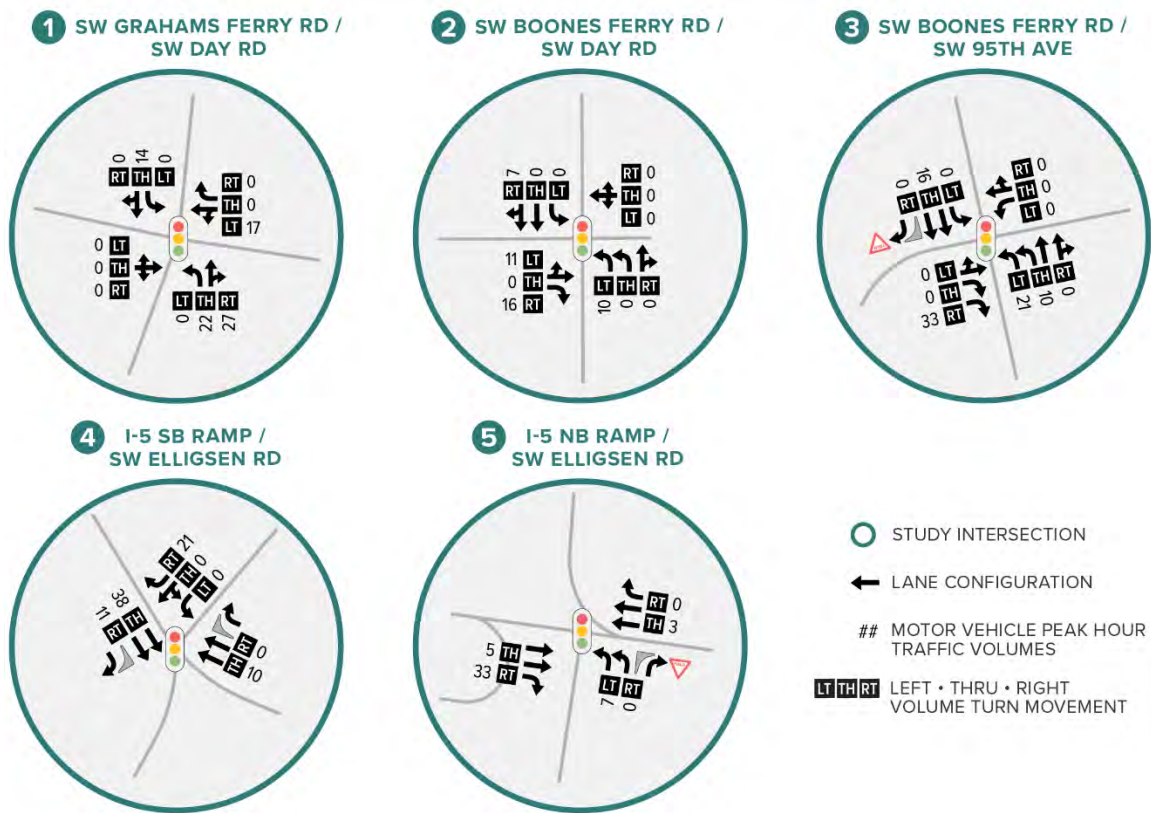 1 SW GRAHAMS FERRY RD /
SW DAY RD
0 14 0
RT TH LT
RT 0
TH 0
LT 17
0 LT
0 TH
0 RT
LT TH RT
0 22 27
2 SW BOONES FERRY RD /
SW DAY RD
7 0 0
RT TH LT
RT 0
TH 0
LT 0
11 LT
0 TH
16 RT
LT TH RT
10 0 0
3 SW BOONES FERRY RD /
SW 95TH AVE
0 16 0
RT TH LT
RT 0
TH 0
LT 0
0 LT
0 TH
33 RT
LT TH RT
21 10 0
4 I-5 SB RAMP /
SW ELLIGSEN RD
21 0 0
RT TH LT
11 38
RT TH
RT 0
TH 10
5 I-5 NB RAMP /
SW ELLIGSEN RD
RT 0
TH 3
5 TH
33 RT
LT RT
7 0
STUDY INTERSECTION
LANE CONFIGURATION
## MOTOR VEHICLE PEAK HOUR
TRAFFIC VOLUMES
LT TH RT LEFT • THRU • RIGHT
VOLUME TURN MOVEMENT